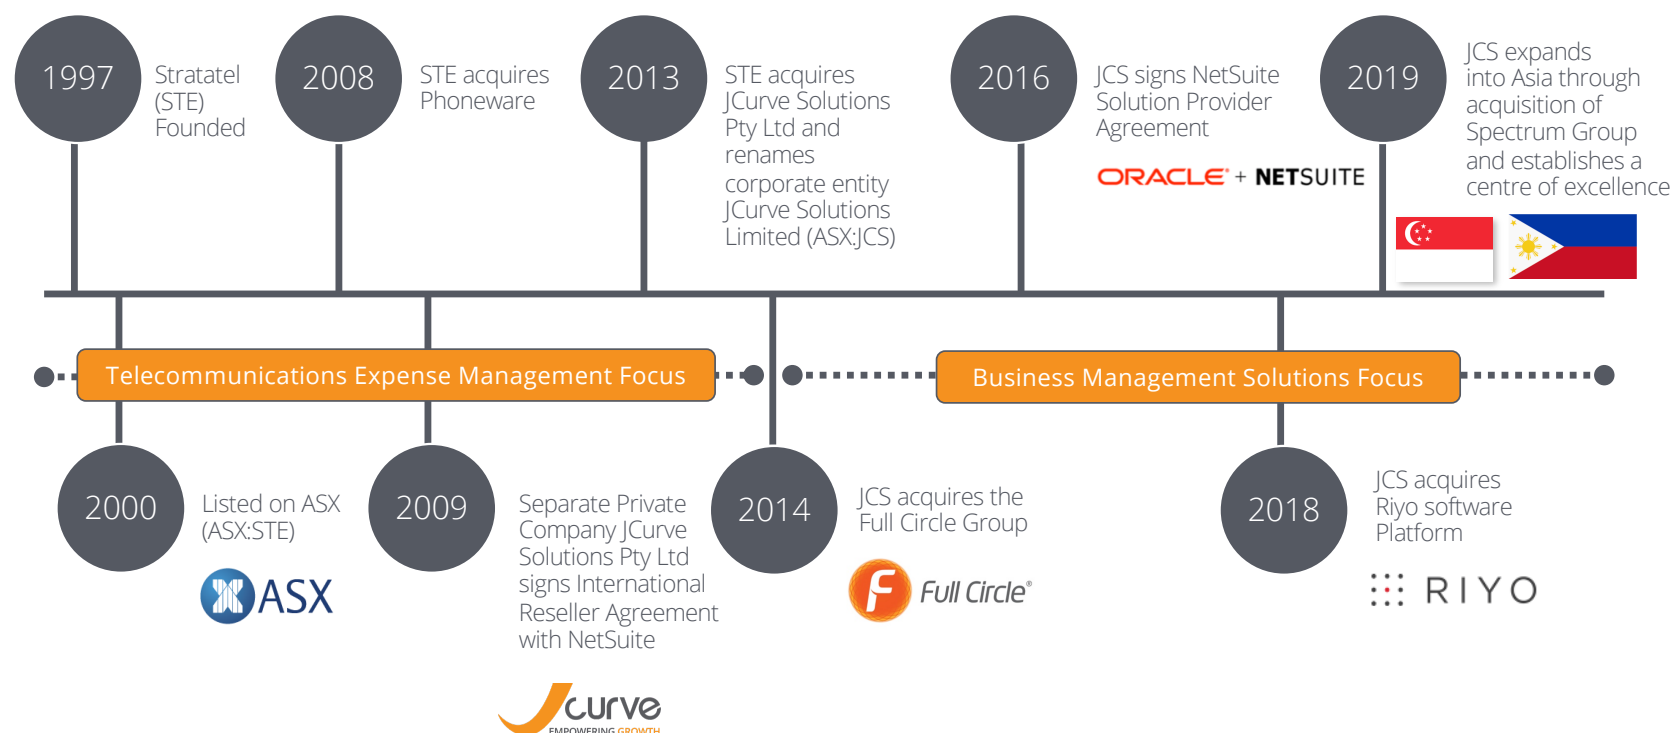 1997
Stratatel
(STE)
Founded
2008
STE acquires
Phoneware
2013
STE acquires
JCurve Solutions
Pty Ltd and
renames
corporate entity
JCurve Solutions
Limited (ASX:JCS)
2016
JCS signs NetSuite
Solution Provider
Agreement
ORACLE® + NETSUITE
2019
JCS expands
into Asia through
acquisition of
Spectrum Group
and establishes a
centre of excellence
Telecommunications Expense Management Focus
Business Management Solutions Focus
2000
Listed on ASX
(ASX:STE)
ASX
2009
Separate Private
Company JCurve
Solutions Pty Ltd
signs International
Reseller Agreement
with NetSuite
Jcurve
EMPOWERING GROWTH
2014
JCS acquires the
Full Circle Group
F Full Circle®
2018
JCS acquires
Riyo software
Platform
RIYO